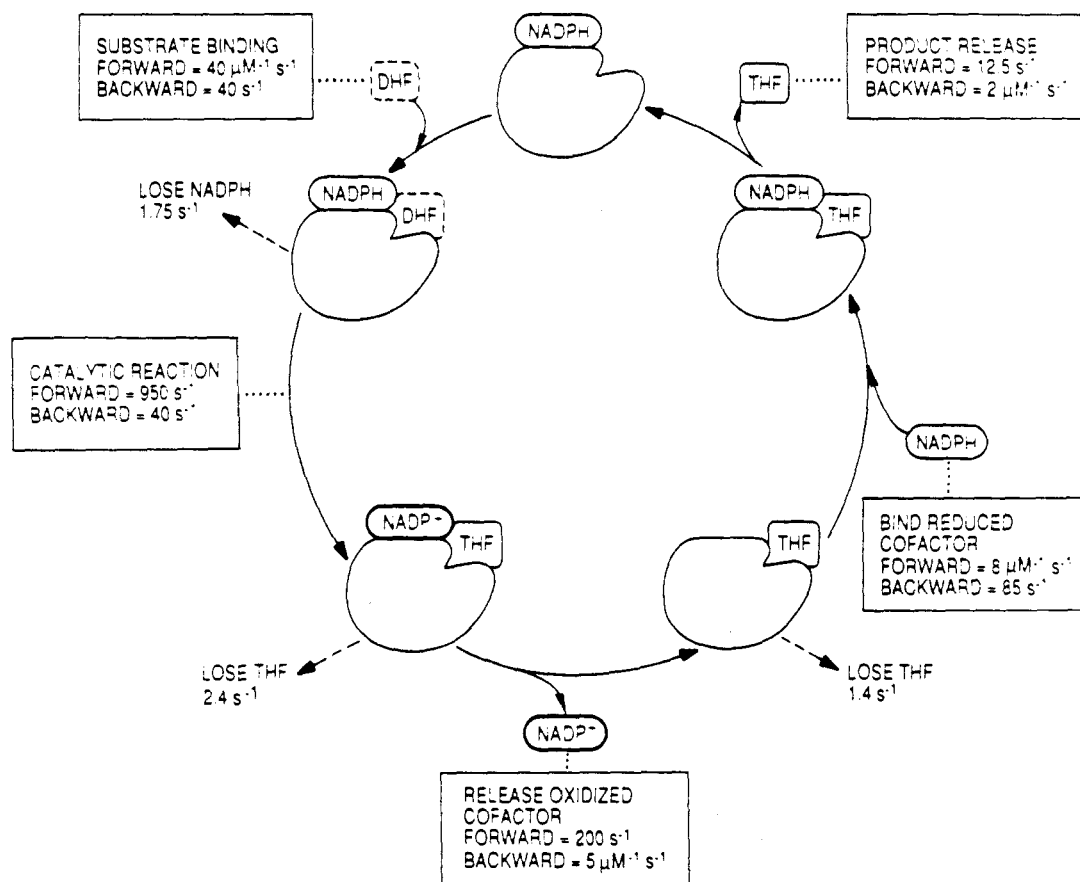 NADPH
SUBSTRATE BINDING
FORWARD = 40 µM⁻¹ s⁻¹
BACKWARD = 40 s⁻¹
DHF
PRODUCT RELEASE
FORWARD = 12.5 s⁻¹
BACKWARD = 2 µM⁻¹ s⁻¹
THF
LOSE NADPH
1.75 s⁻¹
NADPH
DHF
NADPH
THF
CATALYTIC REACTION
FORWARD = 950 s⁻¹
BACKWARD = 40 s⁻¹
NADPH
BIND REDUCED
COFACTOR
FORWARD = 8 µM⁻¹ s⁻¹
BACKWARD = 85 s⁻¹
NADP⁺
THF
THF
LOSE THF
2.4 s⁻¹
LOSE THF
1.4 s⁻¹
NADP⁺
RELEASE OXIDIZED
COFACTOR
FORWARD = 200 s⁻¹
BACKWARD = 5 µM⁻¹ s⁻¹